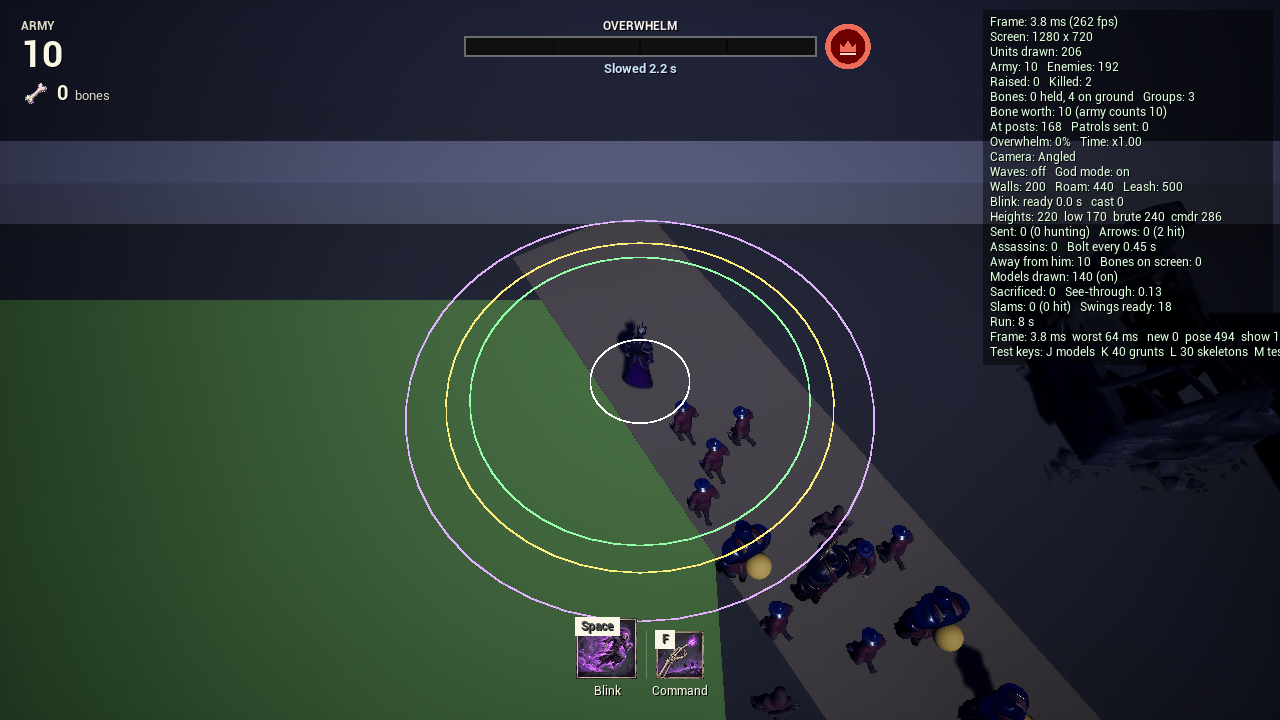 ARMY
10
0 bones
OVERWHELM
Slowed 2.2 s
Frame: 3.8 ms (262 fps)
Screen: 1280 x 720
Units drawn: 206
Army: 10 Enemies: 192
Raised: 0 Killed: 2
Bones: 0 held, 4 on ground Groups: 3
Bone worth: 10 (army counts 10)
At posts: 168 Patrols sent: 0
Overwhelm: 0% Time: x1.00
Camera: Angled
Waves: off God mode: on
Walls: 200 Roam: 440 Leash: 500
Blink: ready 0.0 s cast 0
Heights: 220 low 170 brute 240 cmdr 286
Sent: 0 (0 hunting) Arrows: 0 (2 hit)
Assassins: 0 Bolt every 0.45 s
Away from him: 10 Bones on screen: 0
Models drawn: 140 (on)
Sacrificed: 0 See-through: 0.13
Slams: 0 (0 hit) Swings ready: 18
Run: 8 s
Frame: 3.8 ms worst 64 ms new 0 pose 494 show 1
Test keys: J models K 40 grunts L 30 skeletons M tes
Space
F
Blink
Command